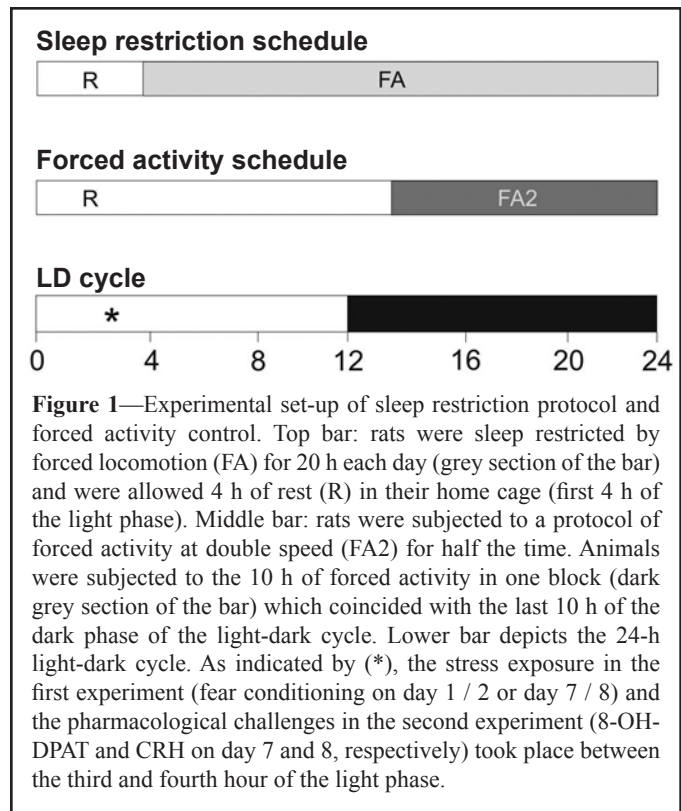 Sleep restriction schedule
R FA
Forced activity schedule
R FA2
LD cycle
*
0 4 8 12 16 20 24
Figure 1—Experimental set-up of sleep restriction protocol and
forced activity control. Top bar: rats were sleep restricted by
forced locomotion (FA) for 20 h each day (grey section of the bar)
and were allowed 4 h of rest (R) in their home cage (first 4 h of
the light phase). Middle bar: rats were subjected to a protocol of
forced activity at double speed (FA2) for half the time. Animals
were subjected to the 10 h of forced activity in one block (dark
grey section of the bar) which coincided with the last 10 h of the
dark phase of the light-dark cycle. Lower bar depicts the 24-h
light-dark cycle. As indicated by (*), the stress exposure in the
first experiment (fear conditioning on day 1 / 2 or day 7 / 8) and
the pharmacological challenges in the second experiment (8-OH-
DPAT and CRH on day 7 and 8, respectively) took place between
the third and fourth hour of the light phase.